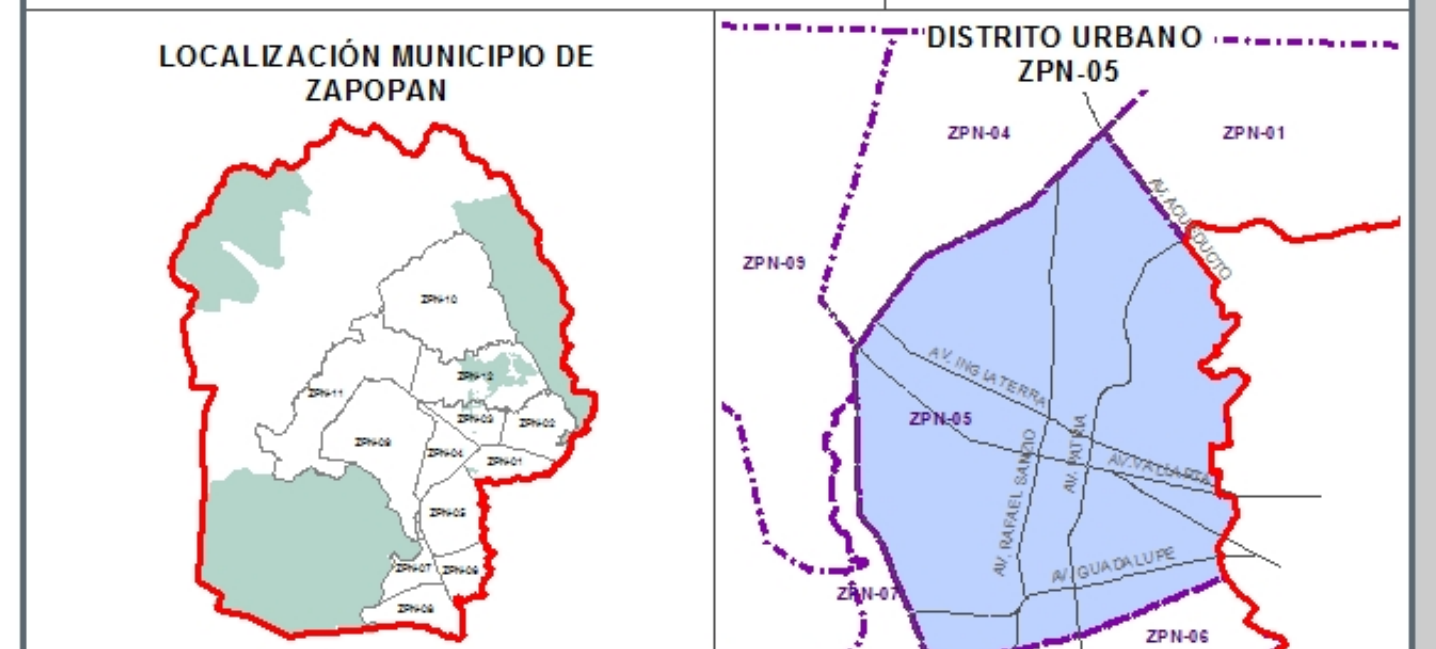 LOCALIZACIÓN MUNICIPIO DE
ZAPOPAN
ZPN-10
ZPN-12
ZPN-11
ZPN-03
ZPN-02
ZPN-09
ZPN-04
ZPN-01
ZPN-05
ZPN-07
ZPN-06
ZPN-08
DISTRITO URBANO
ZPN-05
ZPN-04
ZPN-01
AV. ACUEDUCTO
ZPN-09
AV. INGLATERRA
ZPN-05
AV. RAFAEL SANZIO
AV. PATRIA
AV. VALLARTA
AV. GUADALUPE
ZPN-07
ZPN-06